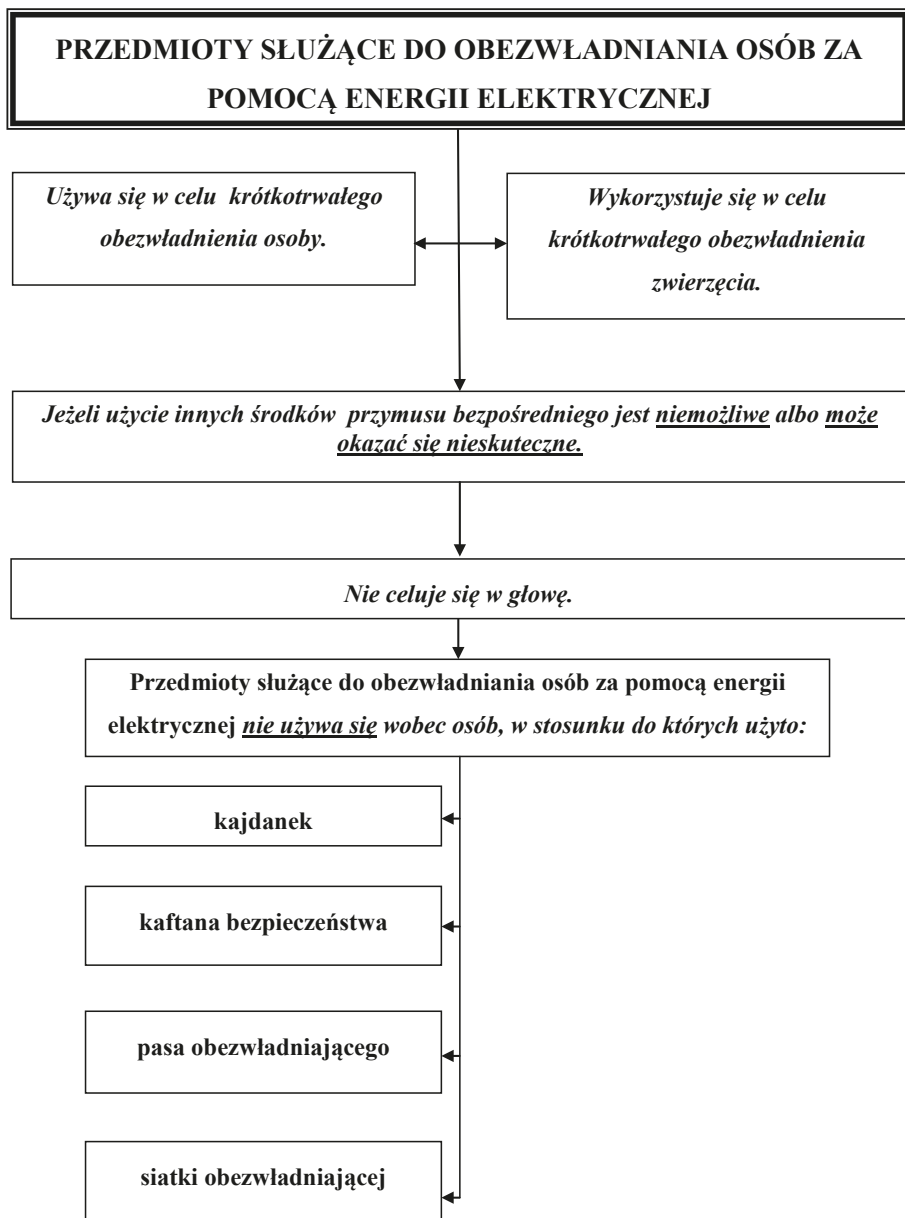 PRZEDMIOTY SŁUŻĄCE DO OBEZWŁADNIANIA OSÓB ZA
POMOCĄ ENERGII ELEKTRYCZNEJ
Używa się w celu krótkotrwałego
obezwładnienia osoby.
Wykorzystuje się w celu
krótkotrwałego obezwładnienia
zwierzęcia.
Jeżeli użycie innych środków przymusu bezpośredniego jest niemożliwe albo może
okazać się nieskuteczne.
Nie celuje się w głowę.
Przedmioty służące do obezwładniania osób za pomocą energii
elektrycznej nie używa się wobec osób, w stosunku do których użyto:
kajdanek
kaftana bezpieczeństwa
pasa obezwładniającego
siatki obezwładniającej